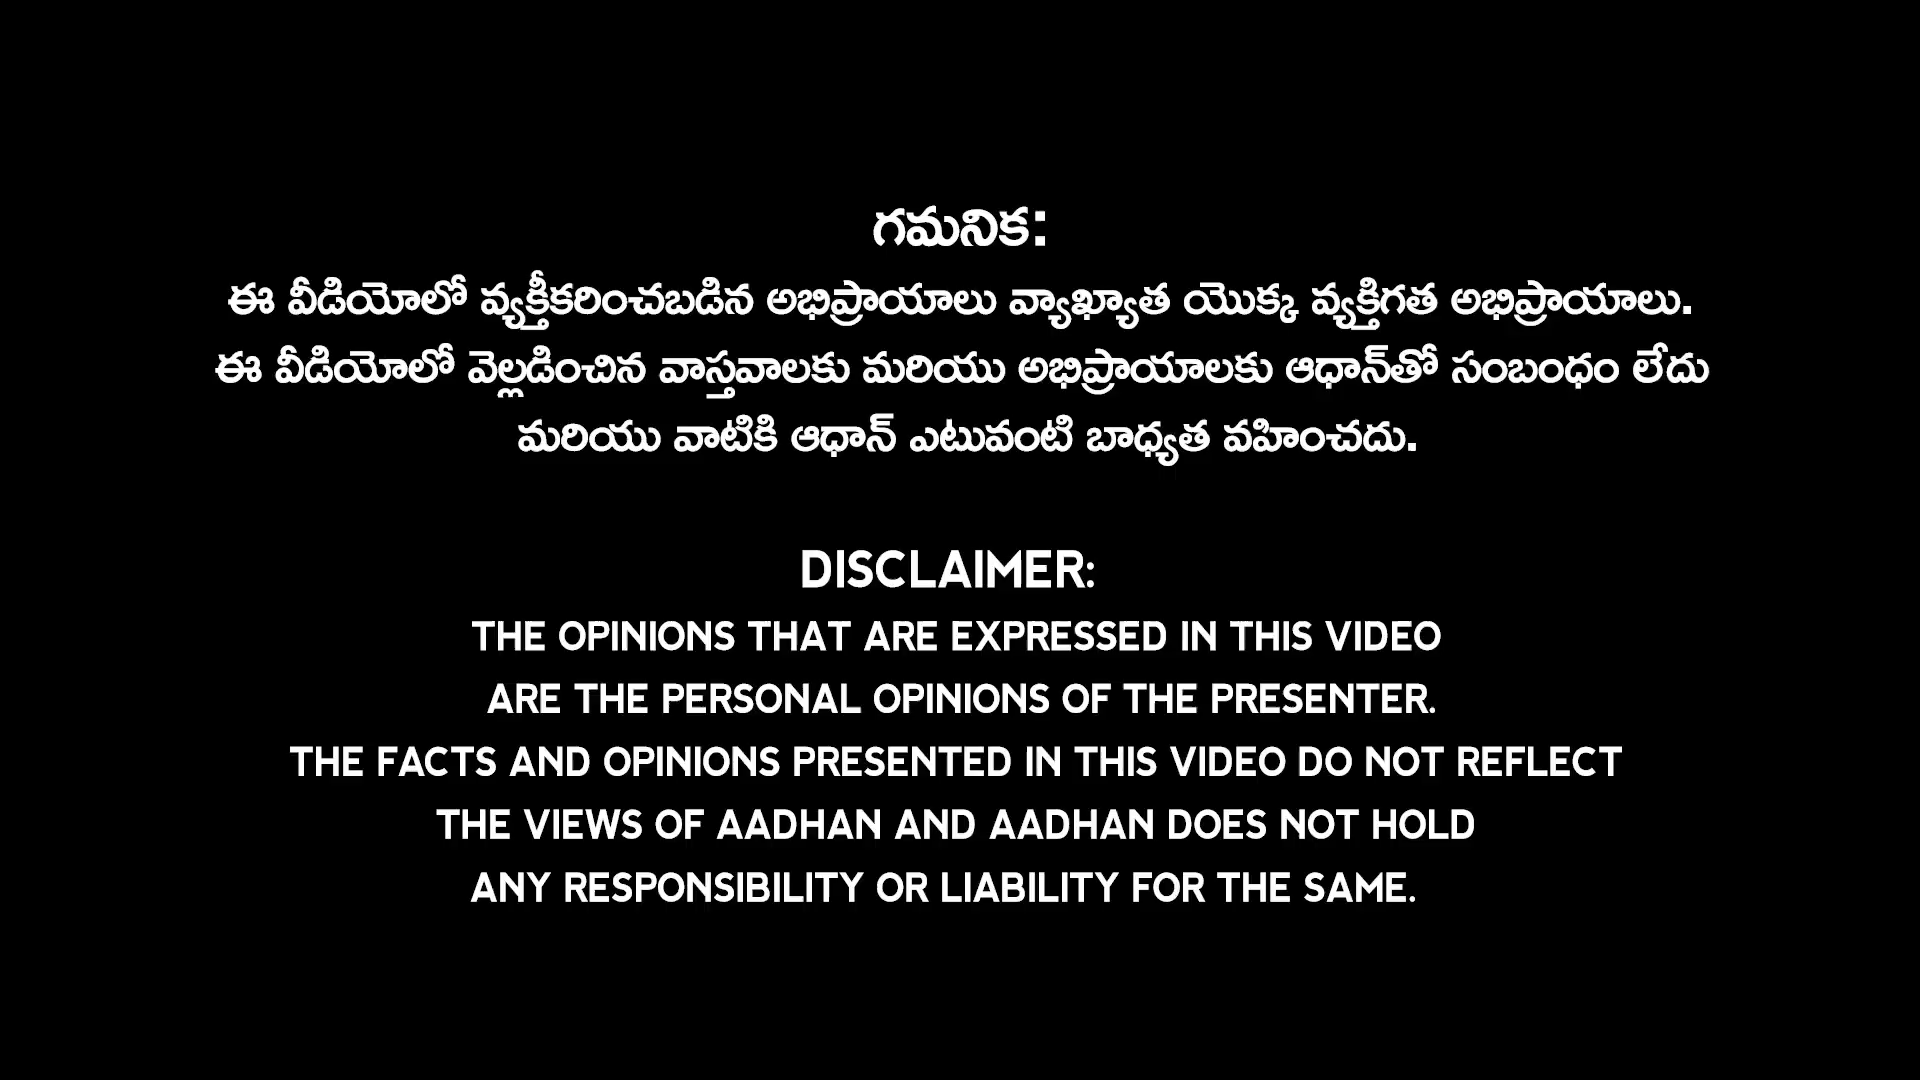 గమనిక:
ఈ వీడియోలో వ్యక్తీకరించబడిన అభిప్రాయాలు వ్యాఖ్యాత యొక్క వ్యక్తిగత అభిప్రాయాలు.
ఈ వీడియోలో వెల్లడించిన వాస్తవాలకు మరియు అభిప్రాయాలకు ఆధాన్‌తో సంబంధం లేదు
మరియు వాటికి ఆధాన్ ఎటువంటి బాధ్యత వహించదు.
DISCLAIMER:
THE OPINIONS THAT ARE EXPRESSED IN THIS VIDEO
ARE THE PERSONAL OPINIONS OF THE PRESENTER.
THE FACTS AND OPINIONS PRESENTED IN THIS VIDEO DO NOT REFLECT
THE VIEWS OF AADHAN AND AADHAN DOES NOT HOLD
ANY RESPONSIBILITY OR LIABILITY FOR THE SAME.